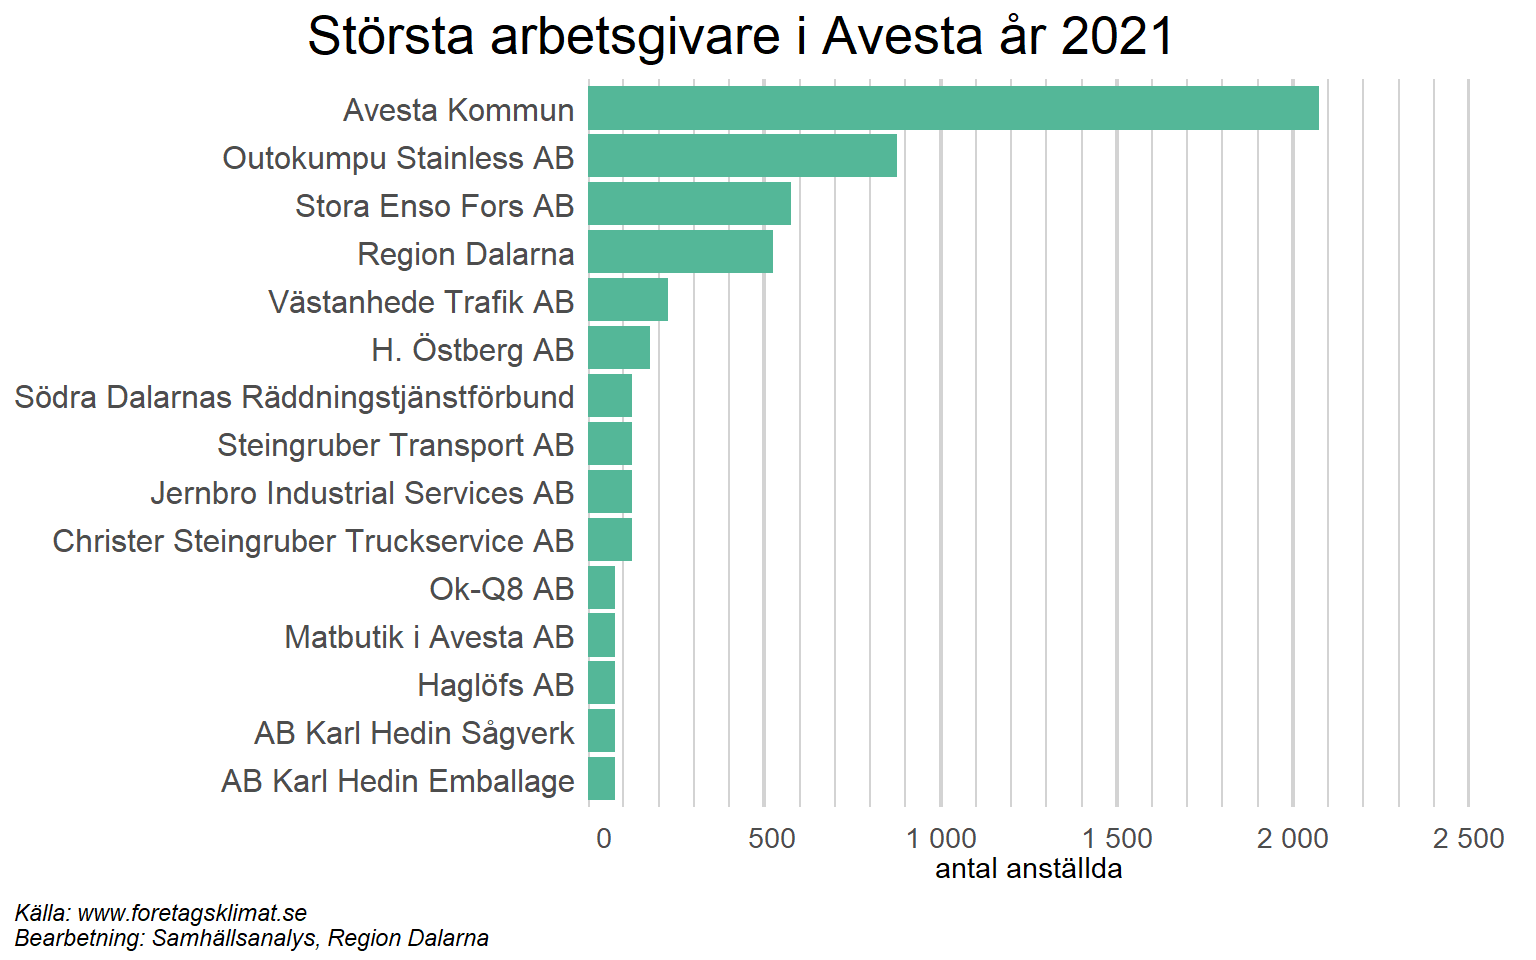 Största arbetsgivare i Avesta år 2021
Avesta Kommun
Outokumpu Stainless AB
Stora Enso Fors AB
Region Dalarna
Västanhede Trafik AB
H. Östberg AB
Södra Dalarnas Räddningstjänstförbund
Steingruber Transport AB
Jernbro Industrial Services AB
Christer Steingruber Truckservice AB
Ok-Q8 AB
Matbutik i Avesta AB
Haglöfs AB
AB Karl Hedin Sågverk
AB Karl Hedin Emballage
0 500 1 000 1 500 2 000 2 500
antal anställda
Källa: www.foretagsklimat.se
Bearbetning: Samhällsanalys, Region Dalarna